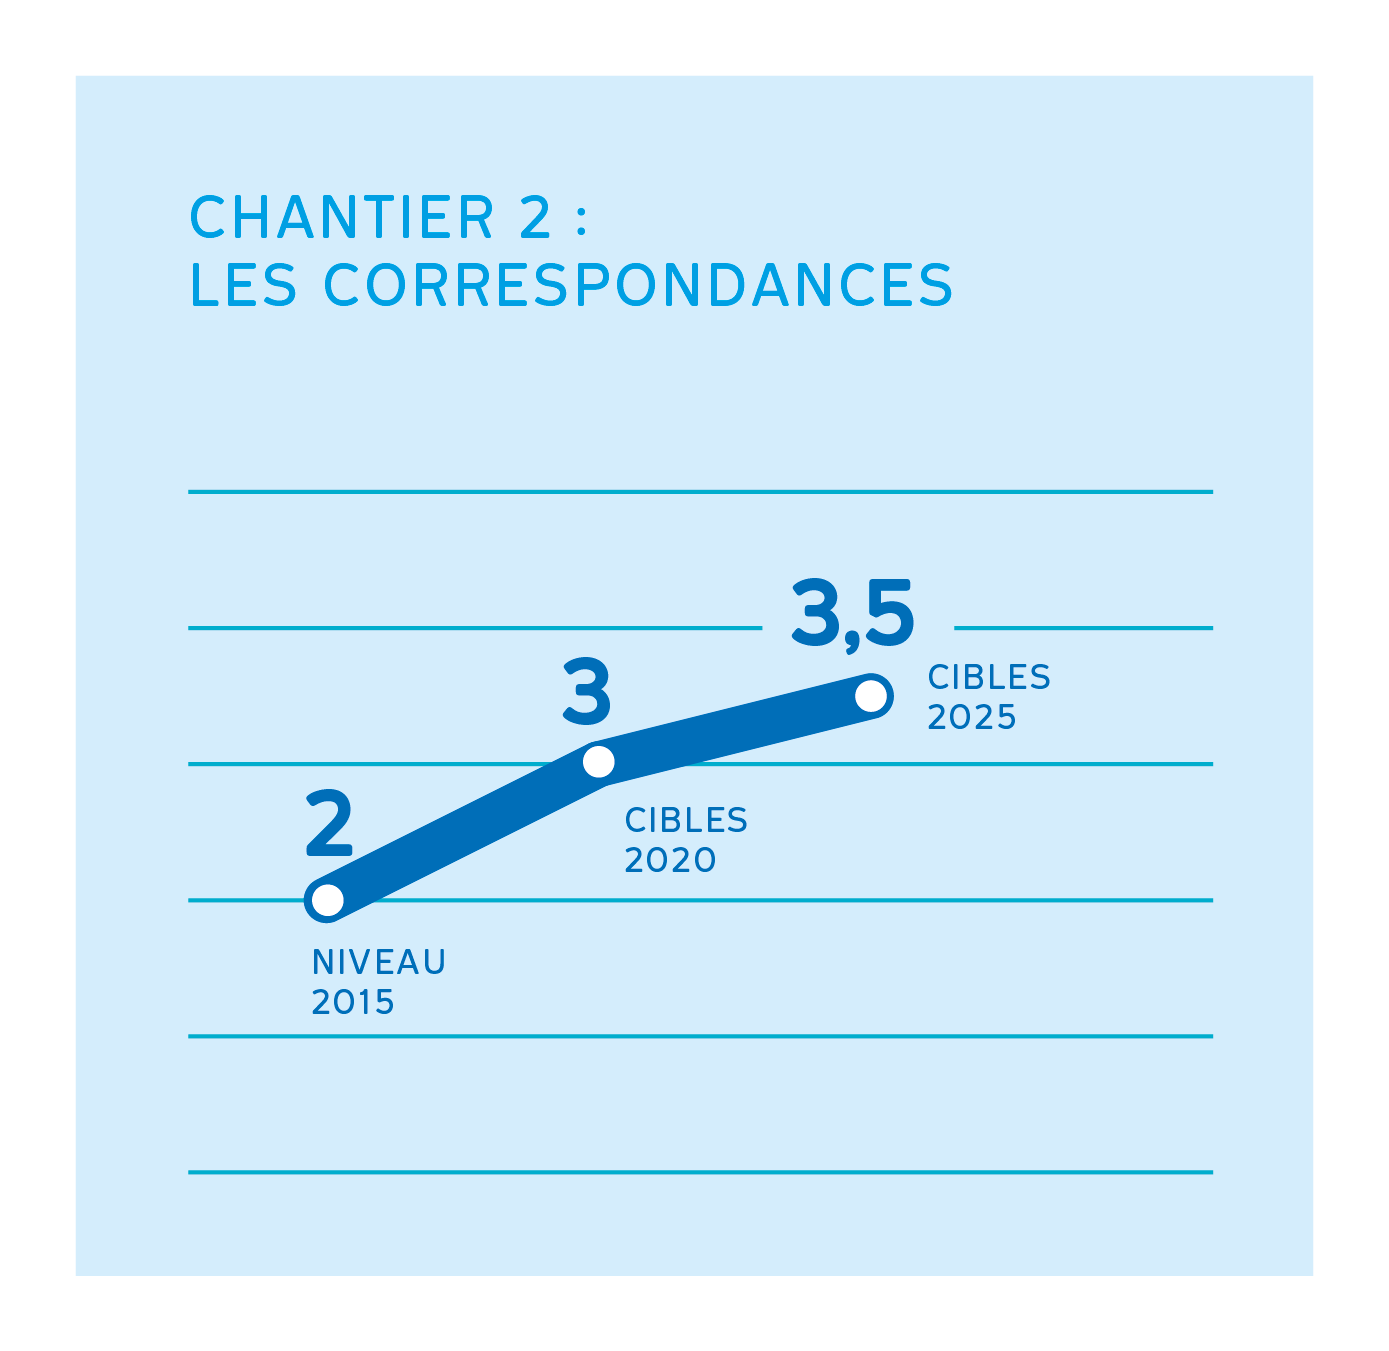 CHANTIER 2 :
LES CORRESPONDANCES
3,5
CIBLES
2025
3
CIBLES
2020
2
NIVEAU
2015